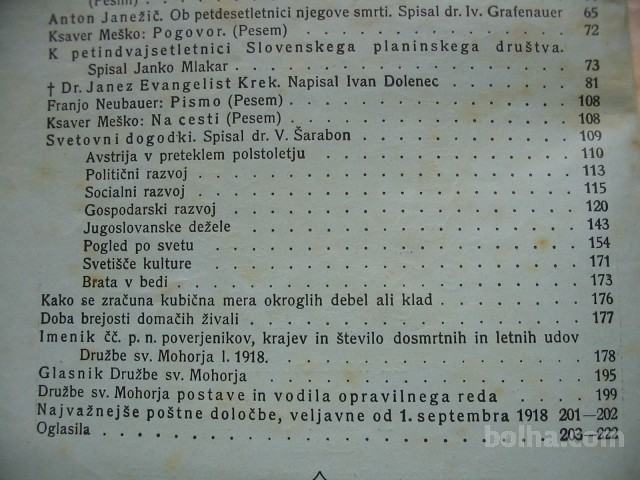 (Pesem)
Anton Janežič. Ob petdesetletnici njegove smrti. Spisal dr. Iv. Grafenauer 65
Ksaver Meško: Pogovor. (Pesem) . . . . . . . . . . . . 72
K petindvajsetletnici Slovenskega planinskega društva.
Spisal Janko Mlakar . . . . . . . . . . . . . . . . . 73
† Dr. Janez Evangelist Krek. Napisal Ivan Dolenec . . . . . . . 81
Franjo Neubauer: Pismo (Pesem) . . . . . . . . . . . . 108
Ksaver Meško: Na cesti (Pesem) . . . . . . . . . . . . 108
Svetovni dogodki. Spisal dr. V. Šarabon . . . . . . . . . . 109
Avstrija v preteklem polstoletju . . . . . . . . . . . . 110
Politični razvoj . . . . . . . . . . . . . . . . . . 113
Socialni razvoj . . . . . . . . . . . . . . . . . . 115
Gospodarski razvoj . . . . . . . . . . . . . . . . 120
Jugoslovanske dežele . . . . . . . . . . . . . . . 143
Pogled po svetu . . . . . . . . . . . . . . . . . 154
Svetišče kulture . . . . . . . . . . . . . . . . . 171
Brata v bedi . . . . . . . . . . . . . . . . . . . 173
Kako se zračuna kubična mera okroglih debel ali klad . . . . . . . 176
Doba brejosti domačih živali . . . . . . . . . . . . . . . 177
Imenik čč. p. n. poverjenikov, krajev in število dosmrtnih in letnih udov
Družbe sv. Mohorja l. 1918. . . . . . . . . . . . . . 178
Glasnik Družbe sv. Mohorja . . . . . . . . . . . . . . 195
Družbe sv. Mohorja postave in vodila opravilnega reda . . . . . 199
Najvažnejše poštne določbe, veljavne od 1. septembra 1918 201—202
Oglasila . . . . . . . . . . . . . . . . . . . . 203—222
bolha.com